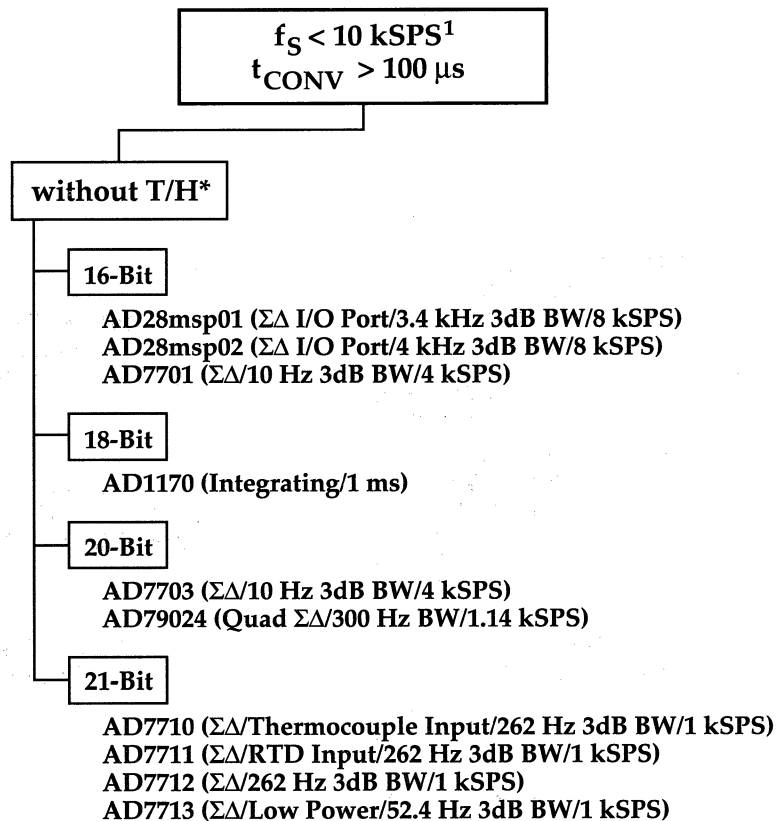 fS < 10 kSPS1
tCONV > 100 μs
without T/H*
16-Bit
AD28msp01 (ΣΔ I/O Port/3.4 kHz 3dB BW/8 kSPS)
AD28msp02 (ΣΔ I/O Port/4 kHz 3dB BW/8 kSPS)
AD7701 (ΣΔ/10 Hz 3dB BW/4 kSPS)
18-Bit
AD1170 (Integrating/1 ms)
20-Bit
AD7703 (ΣΔ/10 Hz 3dB BW/4 kSPS)
AD79024 (Quad ΣΔ/300 Hz BW/1.14 kSPS)
21-Bit
AD7710 (ΣΔ/Thermocouple Input/262 Hz 3dB BW/1 kSPS)
AD7711 (ΣΔ/RTD Input/262 Hz 3dB BW/1 kSPS)
AD7712 (ΣΔ/262 Hz 3dB BW/1 kSPS)
AD7713 (ΣΔ/Low Power/52.4 Hz 3dB BW/1 kSPS)